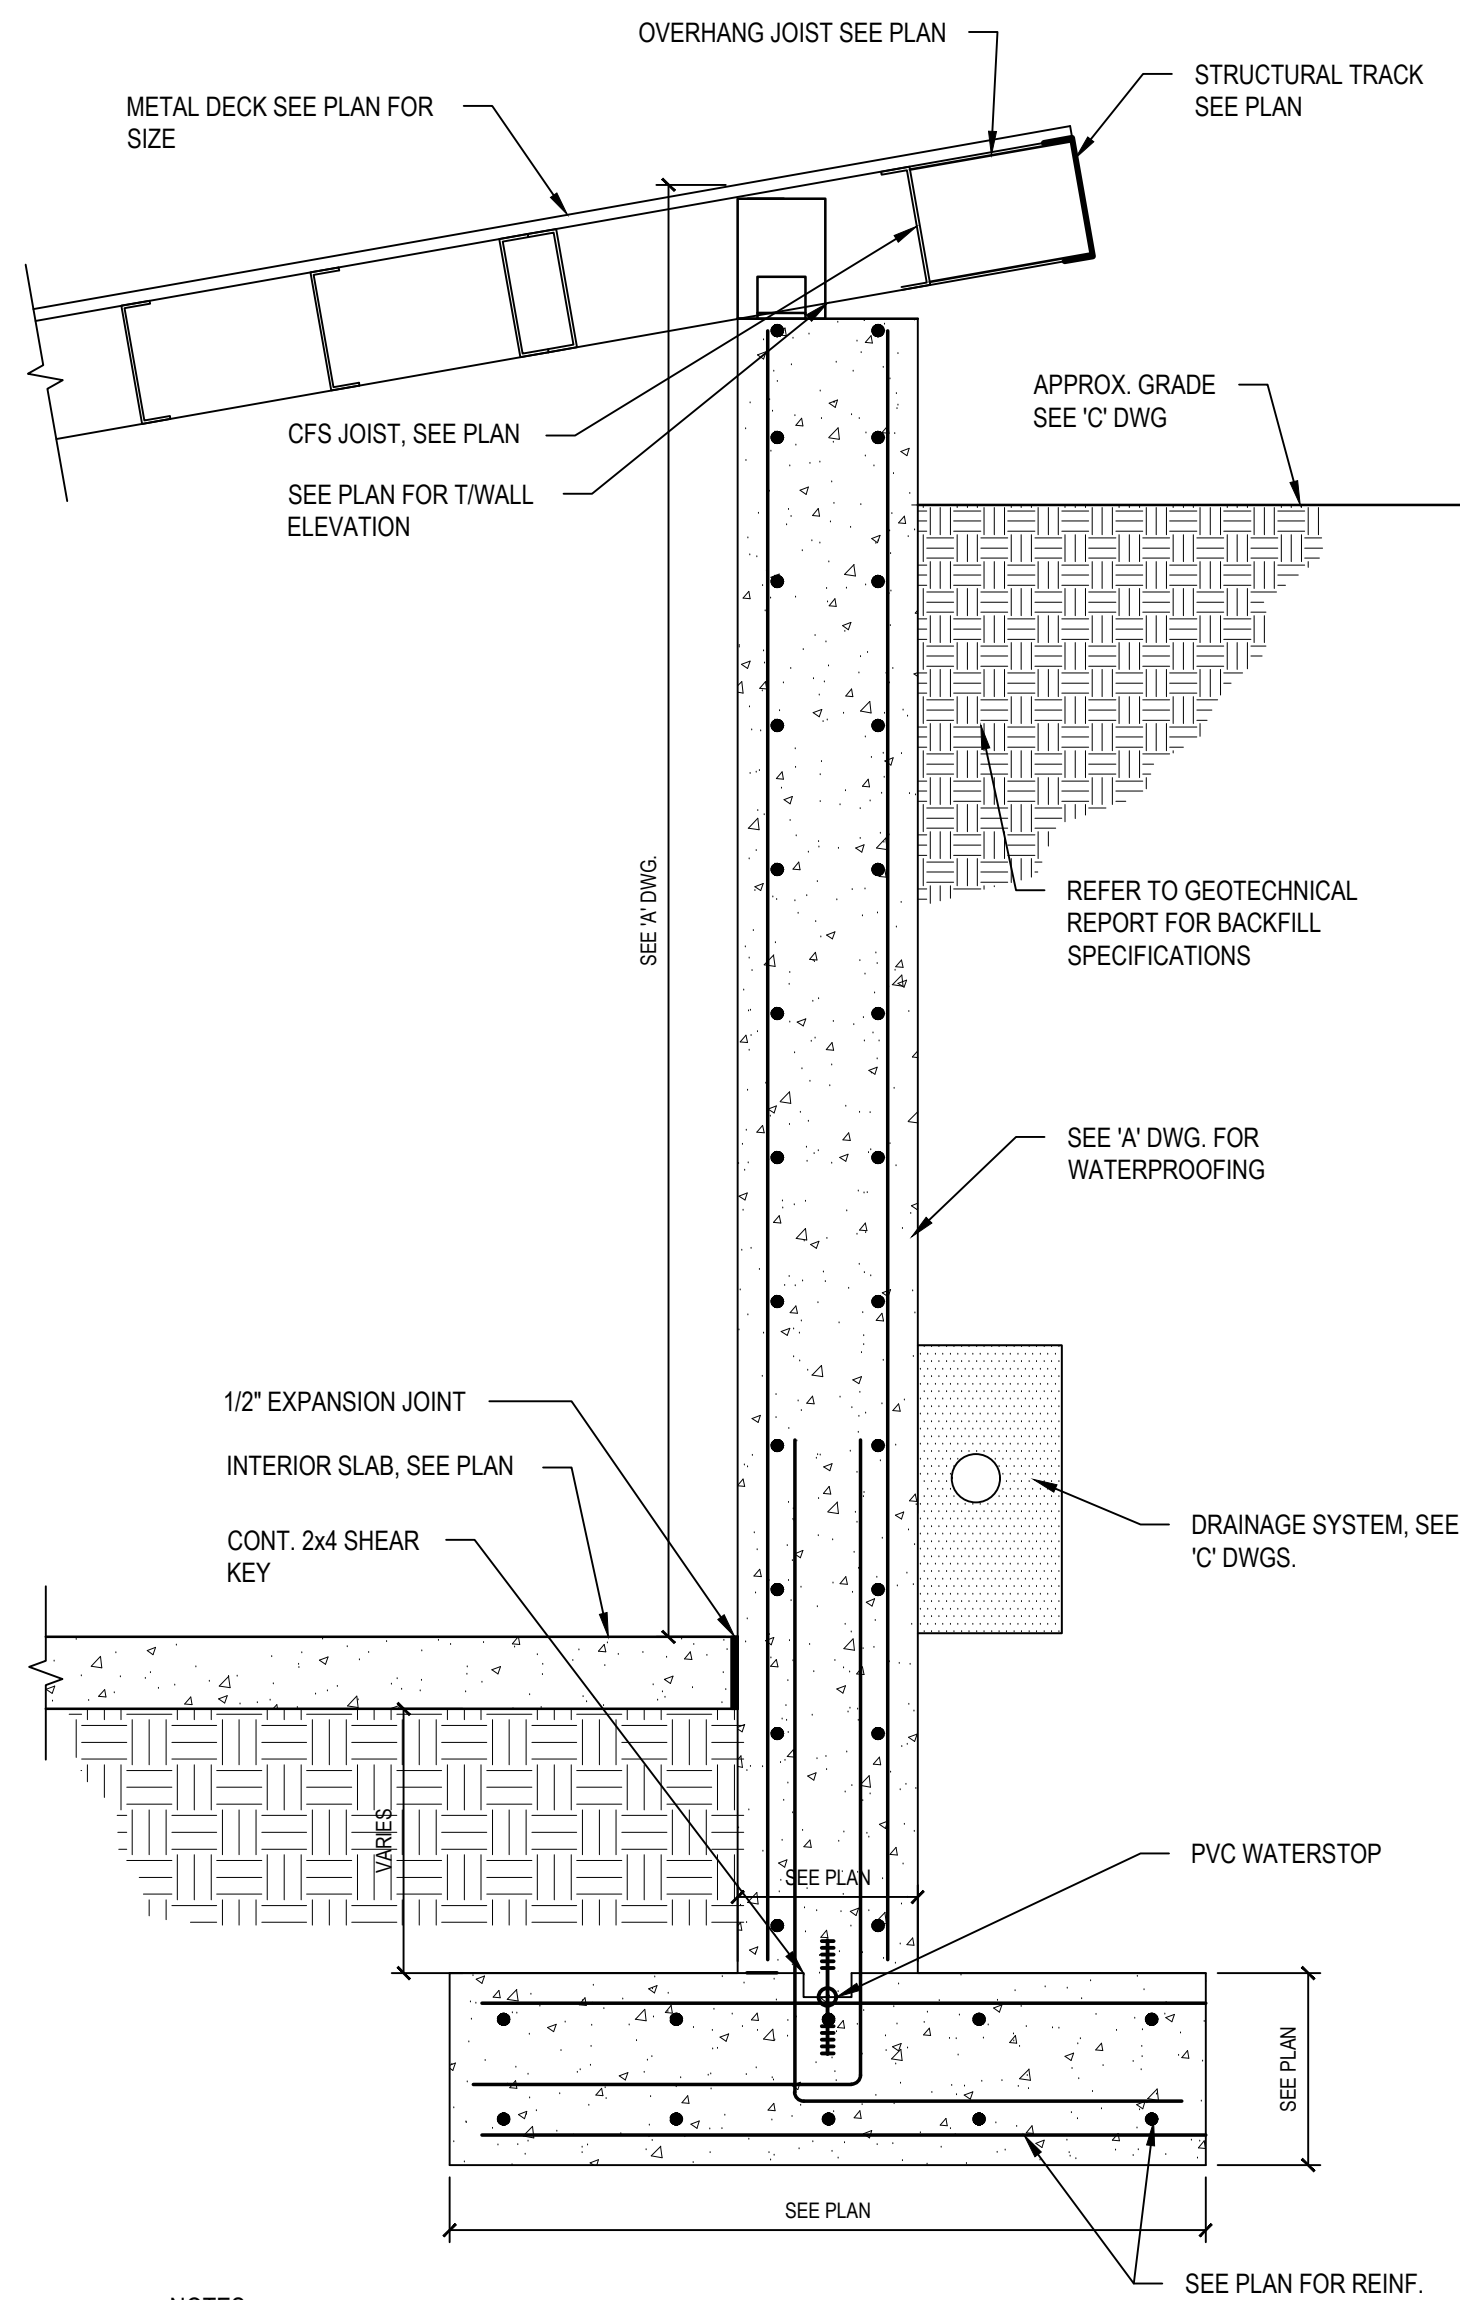 OVERHANG JOIST SEE PLAN
STRUCTURAL TRACK
SEE PLAN
METAL DECK SEE PLAN FOR
SIZE
APPROX. GRADE
SEE 'C' DWG
CFS JOIST, SEE PLAN
SEE PLAN FOR T/WALL
ELEVATION
SEE 'A' DWG.
REFER TO GEOTECHNICAL
REPORT FOR BACKFILL
SPECIFICATIONS
SEE 'A' DWG. FOR
WATERPROOFING
1/2" EXPANSION JOINT
INTERIOR SLAB, SEE PLAN
CONT. 2x4 SHEAR
KEY
DRAINAGE SYSTEM, SEE
'C' DWGS.
VARIES
SEE PLAN
PVC WATERSTOP
SEE PLAN
SEE PLAN
SEE PLAN FOR REINF.